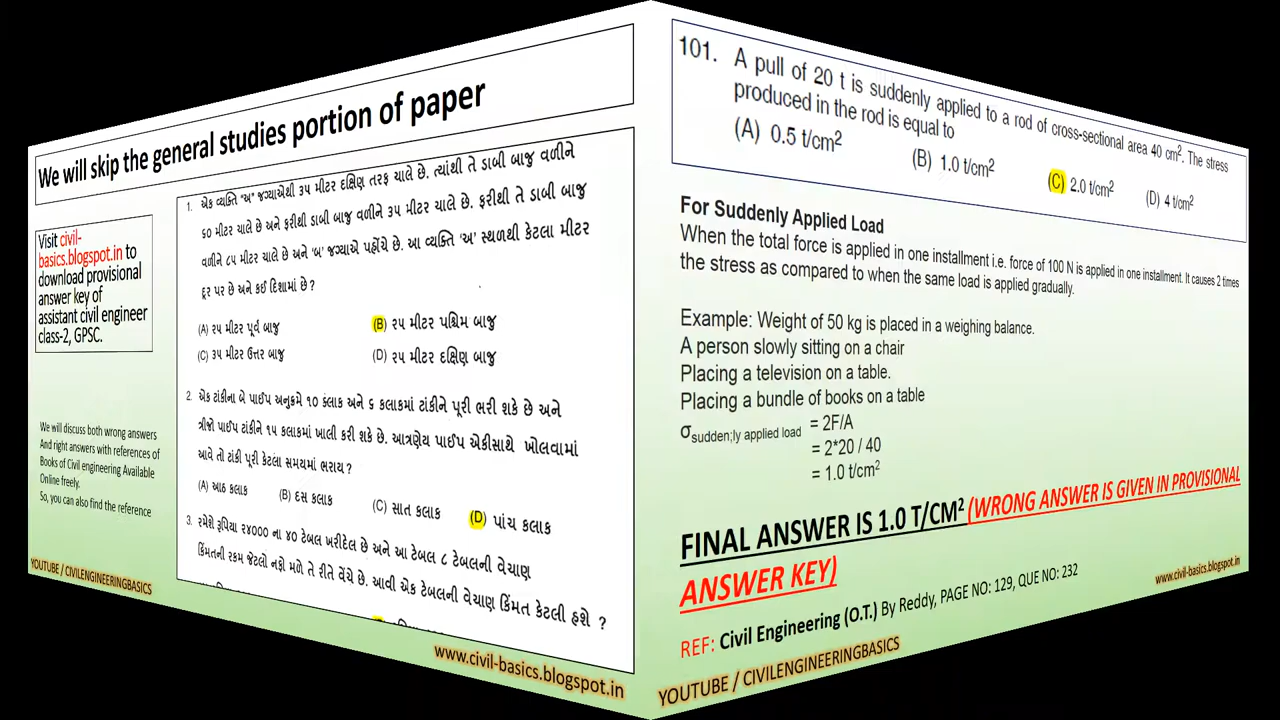 We will skip the general studies portion of paper
Visit civil-
basics.blogspot.in to
download provisional
answer key of
assistant civil engineer
class-2, GPSC.
We will discuss both wrong answers
And right answers with references of
Books of Civil engineering Available
Online freely.
So, you can also find the reference
1. એક વ્યક્તિ 'અ' જગ્યાએથી ૩૫ મીટર દક્ષિણ તરફ ચાલે છે. ત્યાંથી તે ડાબી બાજુ વળીને
૬૦ મીટર ચાલે છે અને ફરીથી ડાબી બાજુ વળીને ૩૫ મીટર ચાલે છે. ફરીથી તે ડાબી બાજુ
વળીને ૮૫ મીટર ચાલે છે અને 'બ' જગ્યાએ પહોંચે છે. આ વ્યક્તિ 'અ' સ્થળથી કેટલા મીટર
દૂર પર છે અને કઈ દિશામાં છે?
(A) ૨૫ મીટર પૂર્વ બાજુ (B) ૨૫ મીટર પશ્ચિમ બાજુ
(C) ૩૫ મીટર ઉત્તર બાજુ (D) ૨૫ મીટર દક્ષિણ બાજુ
2. એક ટાંકીના બે પાઈપ અનુક્રમે ૧૦ કલાક અને ૬ કલાકમાં ટાંકીને પૂરી ભરી શકે છે અને
ત્રીજો પાઈપ ટાંકીને ૧૫ કલાકમાં ખાલી કરી શકે છે. આ ત્રણેય પાઈપ એકીસાથે ખોલવામાં
આવે તો ટાંકી પૂરી કેટલા સમયમાં ભરાય?
(A) આઠ કલાક (B) દસ કલાક (C) સાત કલાક (D) પાંચ કલાક
3. રમેશે રૂપિયા ૨૪૦૦૦ ના ૪૦ ટેબલ ખરીદેલ છે અને આ ટેબલ ૮ ટેબલની વેચાણ
કિંમતની રકમ જેટલો નફો મળે તે રીતે વેંચે છે. આવી એક ટેબલની વેચાણ કિંમત કેટલી હશે ?
YOUTUBE / CIVILENGINEERINGBASICS
www.civil-basics.blogspot.in
101. A pull of 20 t is suddenly applied to a rod of cross-sectional area 40 cm². The stress
produced in the rod is equal to
(A) 0.5 t/cm² (B) 1.0 t/cm² (C) 2.0 t/cm² (D) 4 t/cm²
For Suddenly Applied Load
When the total force is applied in one installment i.e. force of 100 N is applied in one installment. It causes 2 times
the stress as compared to when the same load is applied gradually.
Example: Weight of 50 kg is placed in a weighing balance.
A person slowly sitting on a chair
Placing a television on a table.
Placing a bundle of books on a table
σsudden;ly applied load = 2F/A
= 2*20 / 40
= 1.0 t/cm²
FINAL ANSWER IS 1.0 T/CM² (WRONG ANSWER IS GIVEN IN PROVISIONAL
ANSWER KEY)
REF: Civil Engineering (O.T.) By Reddy, PAGE NO: 129, QUE NO: 232
www.civil-basics.blogspot.in
YOUTUBE / CIVILENGINEERINGBASICS